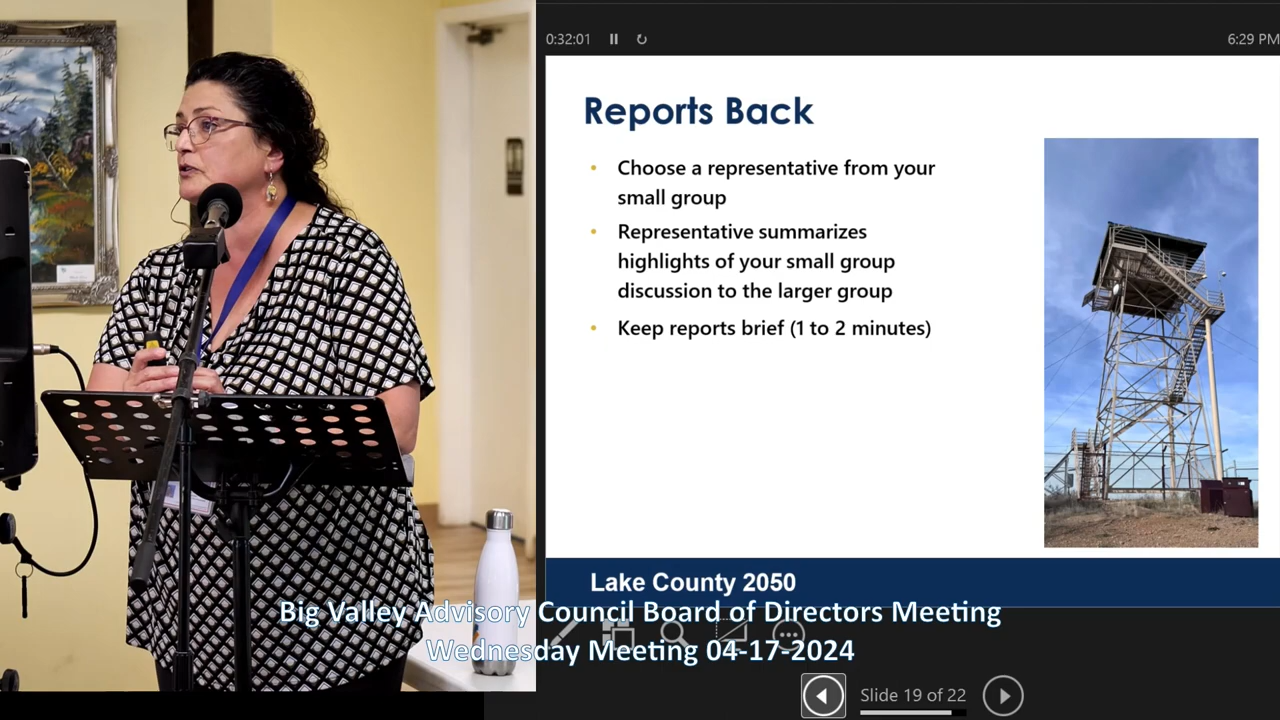 0:32:01
6:29 PM
Reports Back
• Choose a representative from your
small group
• Representative summarizes
highlights of your small group
discussion to the larger group
• Keep reports brief (1 to 2 minutes)
Lake County 2050
Big Valley Advisory Council Board of Directors Meeting
Wednesday Meeting 04-17-2024
Slide 19 of 22